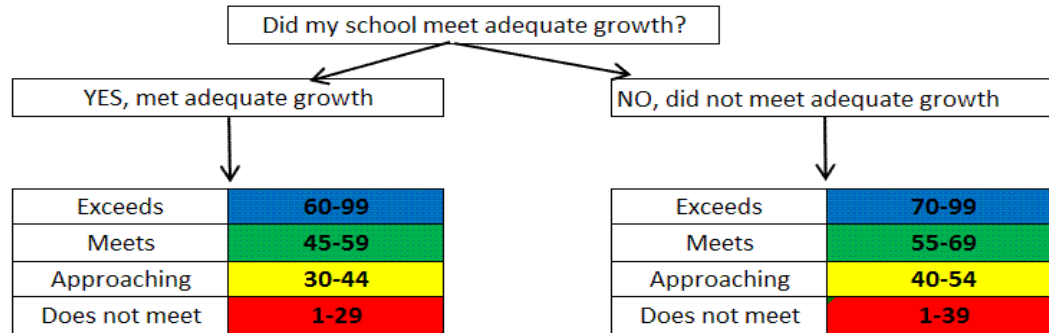 Did my school meet adequate growth?
YES, met adequate growth
NO, did not meet adequate growth
Exceeds 60-99
Meets 45-59
Approaching 30-44
Does not meet 1-29
Exceeds 70-99
Meets 55-69
Approaching 40-54
Does not meet 1-39